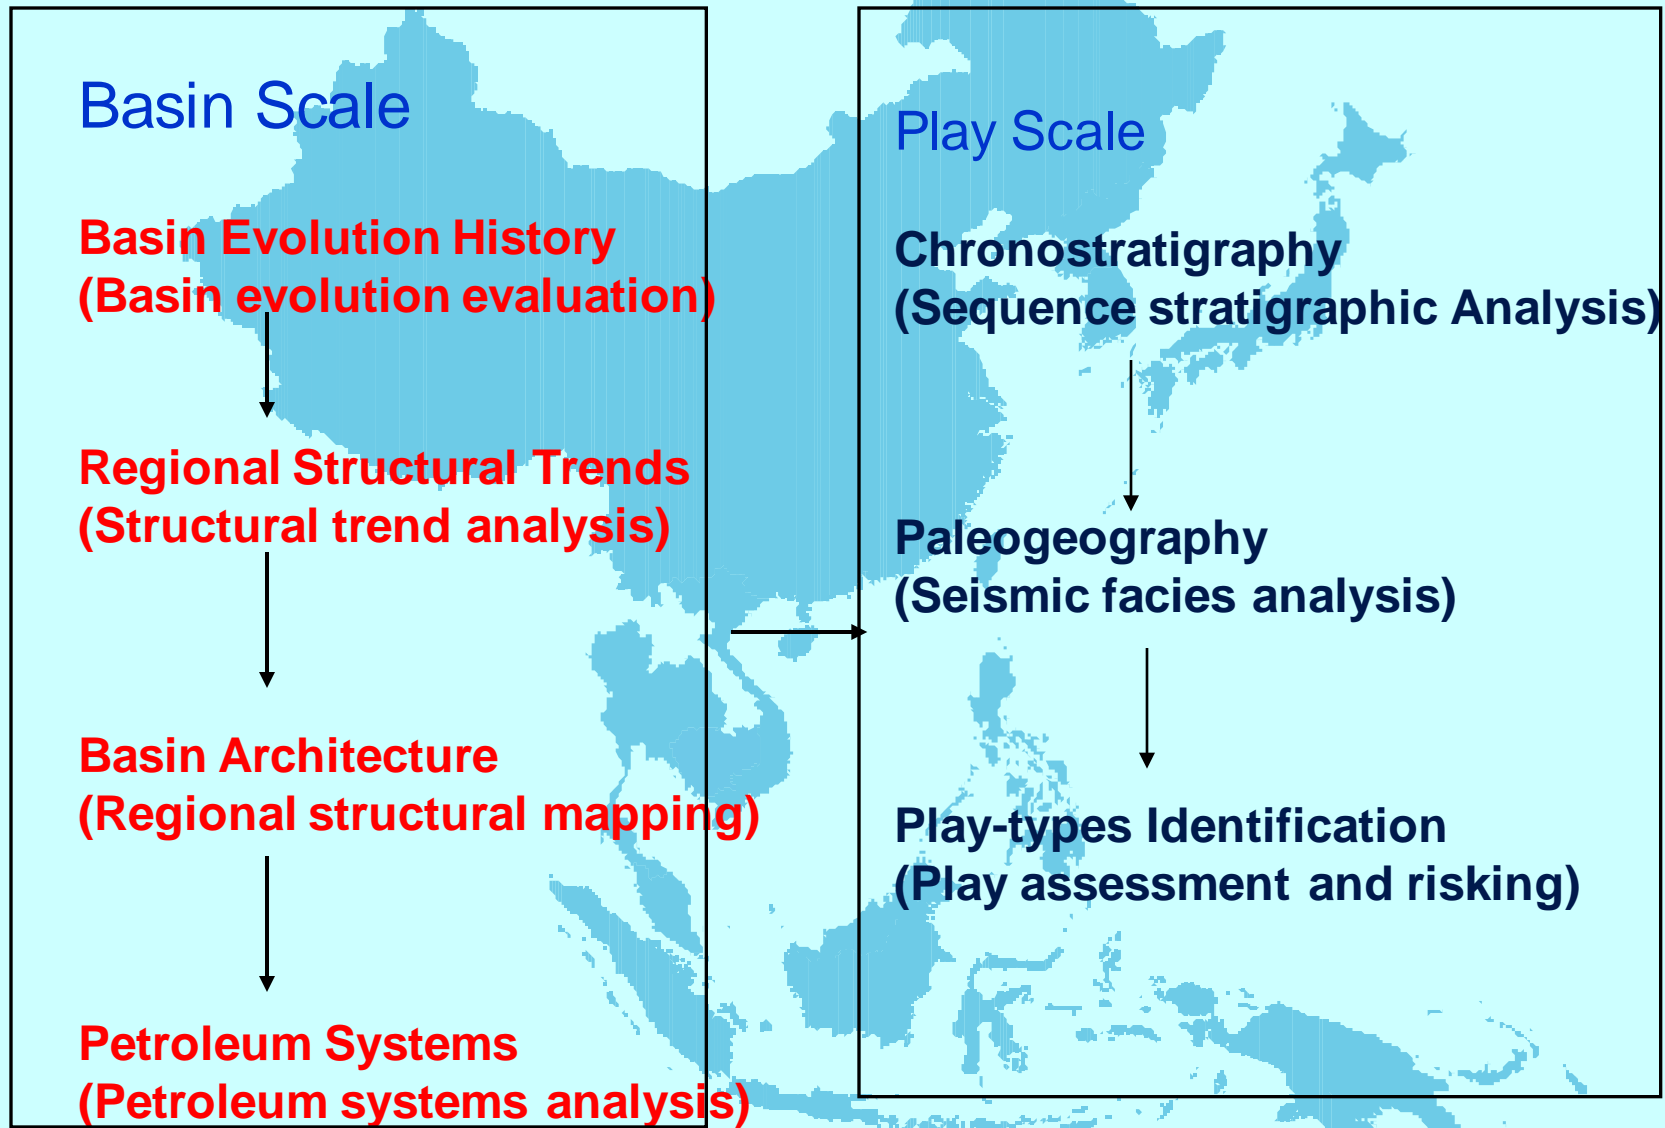 Basin Scale
Basin Evolution History
(Basin evolution evaluation)
Regional Structural Trends
(Structural trend analysis)
Basin Architecture
(Regional structural mapping)
Petroleum Systems
(Petroleum systems analysis)
Play Scale
Chronostratigraphy
(Sequence stratigraphic Analysis)
Paleogeography
(Seismic facies analysis)
Play-types Identification
(Play assessment and risking)